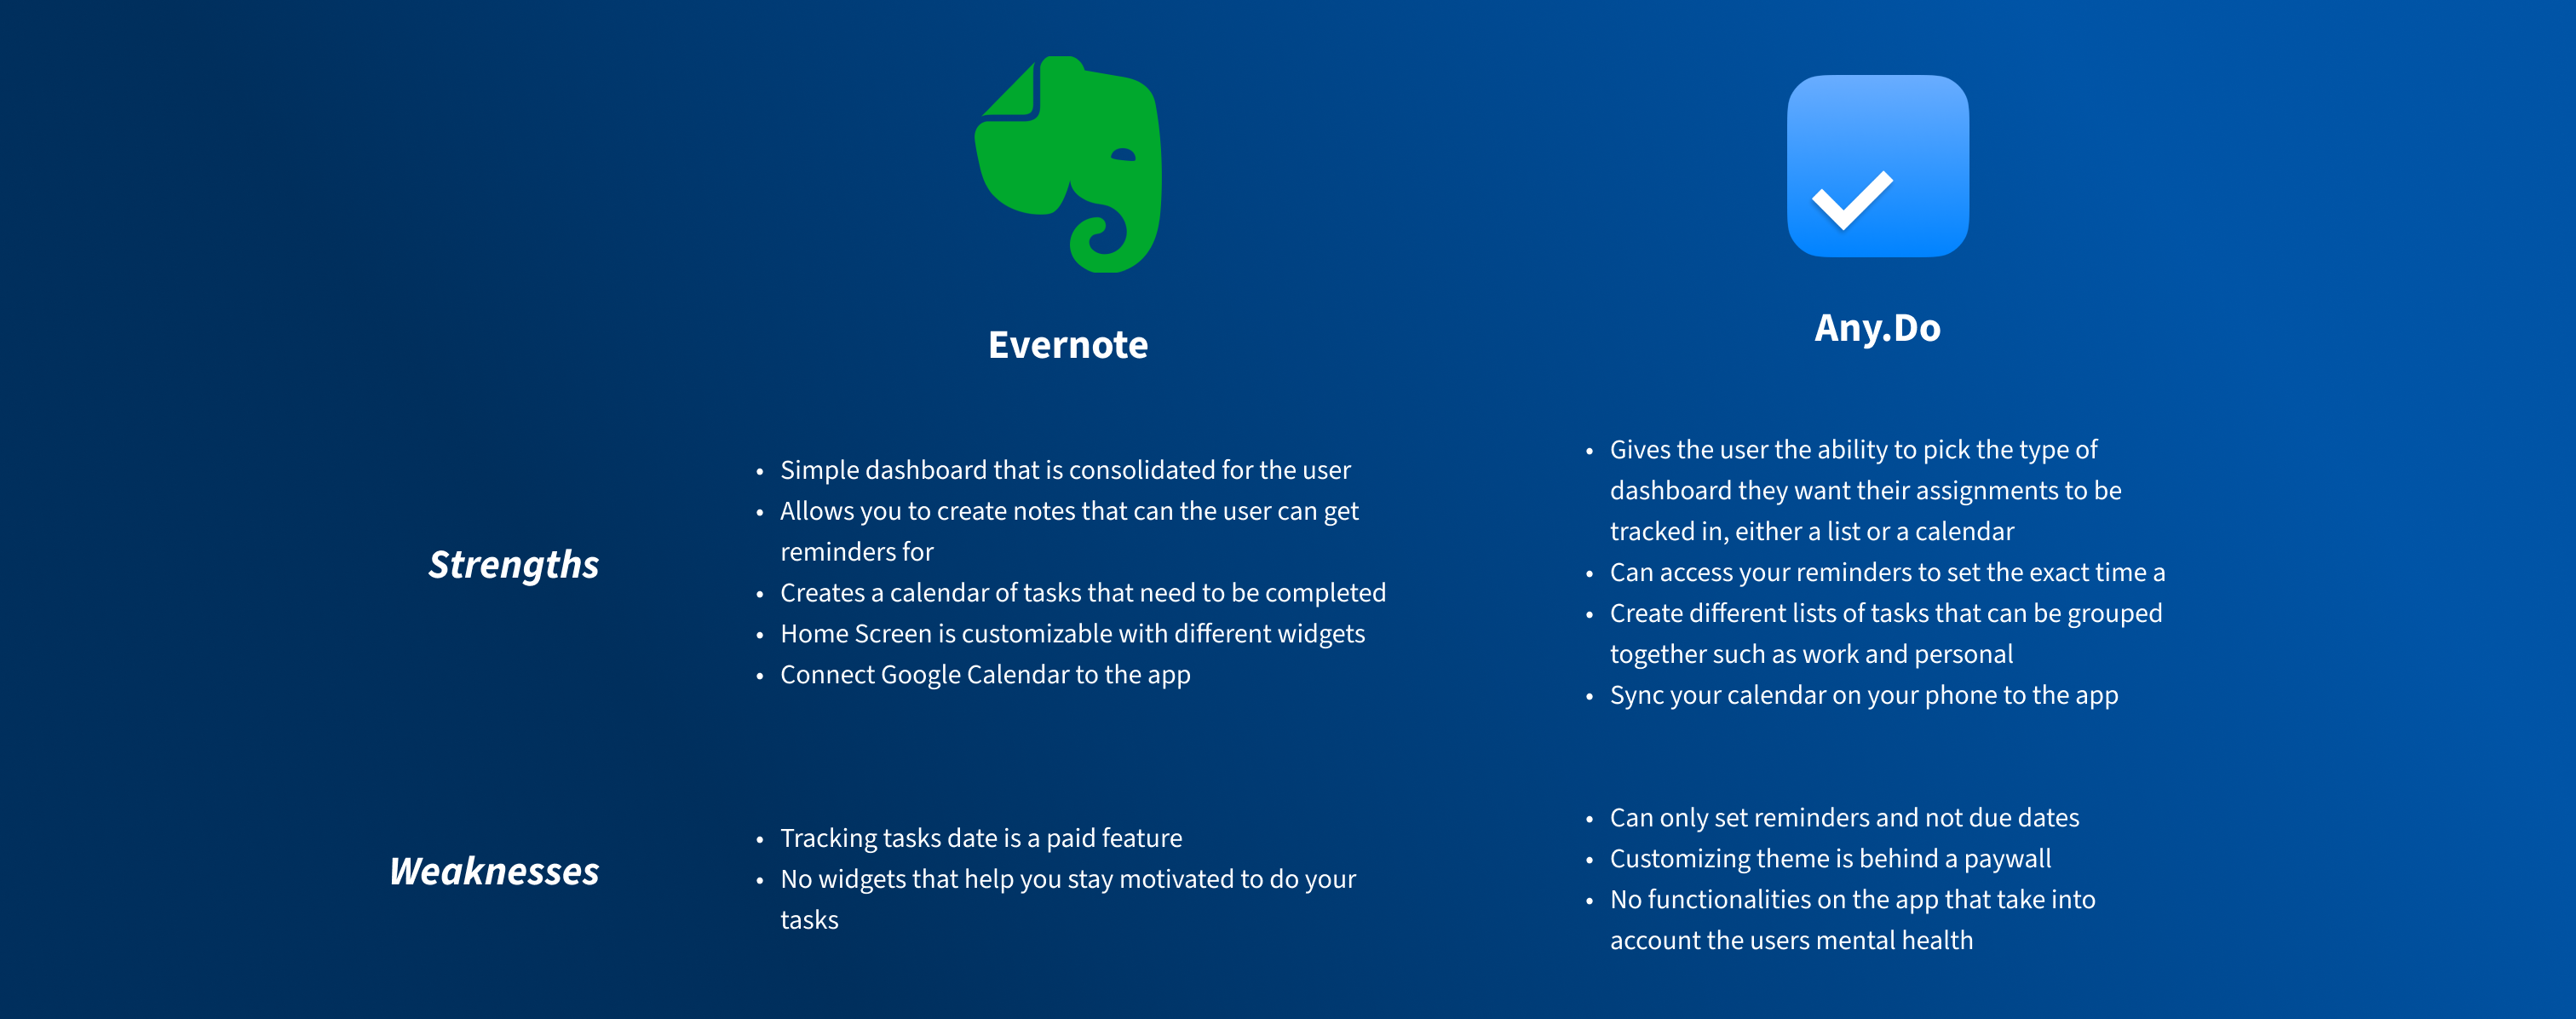 Evernote
Any.Do
Strengths
• Simple dashboard that is consolidated for the user
• Allows you to create notes that can the user can get
reminders for
• Creates a calendar of tasks that need to be completed
• Home Screen is customizable with different widgets
• Connect Google Calendar to the app
• Gives the user the ability to pick the type of
dashboard they want their assignments to be
tracked in, either a list or a calendar
• Can access your reminders to set the exact time a
• Create different lists of tasks that can be grouped
together such as work and personal
• Sync your calendar on your phone to the app
Weaknesses
• Tracking tasks date is a paid feature
• No widgets that help you stay motivated to do your
tasks
• Can only set reminders and not due dates
• Customizing theme is behind a paywall
• No functionalities on the app that take into
account the users mental health